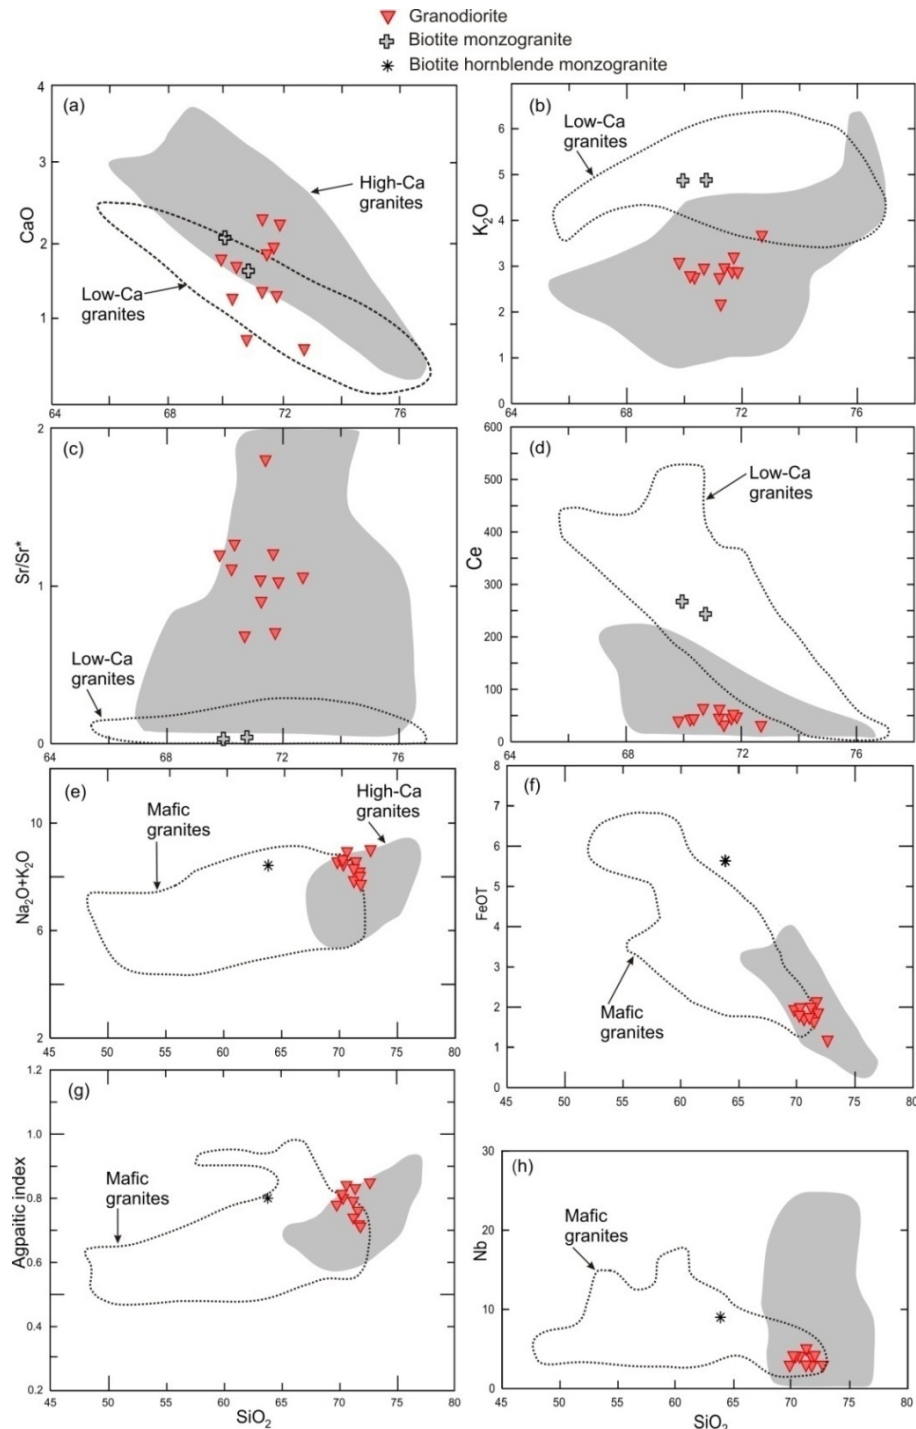 Granodiorite
Biotite monzogranite
Biotite hornblende monzogranite
(a)
CaO
4
3
2
1
High-Ca
granites
Low-Ca
granites
64
68
72
76
(b)
K₂O
6
5
4
3
2
1
0
Low-Ca
granites
64
68
72
76
(c)
Sr/Sr*
2
1
0
Low-Ca
granites
64
68
72
76
(d)
Ce
600
500
400
300
200
100
50
0
Low-Ca
granites
64
68
72
76
(e)
Na₂O+K₂O
10
6
2
Mafic
granites
High-Ca
granites
45
50
55
60
65
70
75
80
(f)
FeOT
8
7
6
5
4
3
2
1
0
Mafic
granites
45
50
55
60
65
70
75
80
(g)
Agpaitic index
1.2
1.0
0.8
0.6
0.4
0.2
Mafic
granites
45
50
55
60
65
70
75
80
SiO₂
(h)
Nb
30
20
10
0
Mafic
granites
45
50
55
60
65
70
75
80
SiO₂